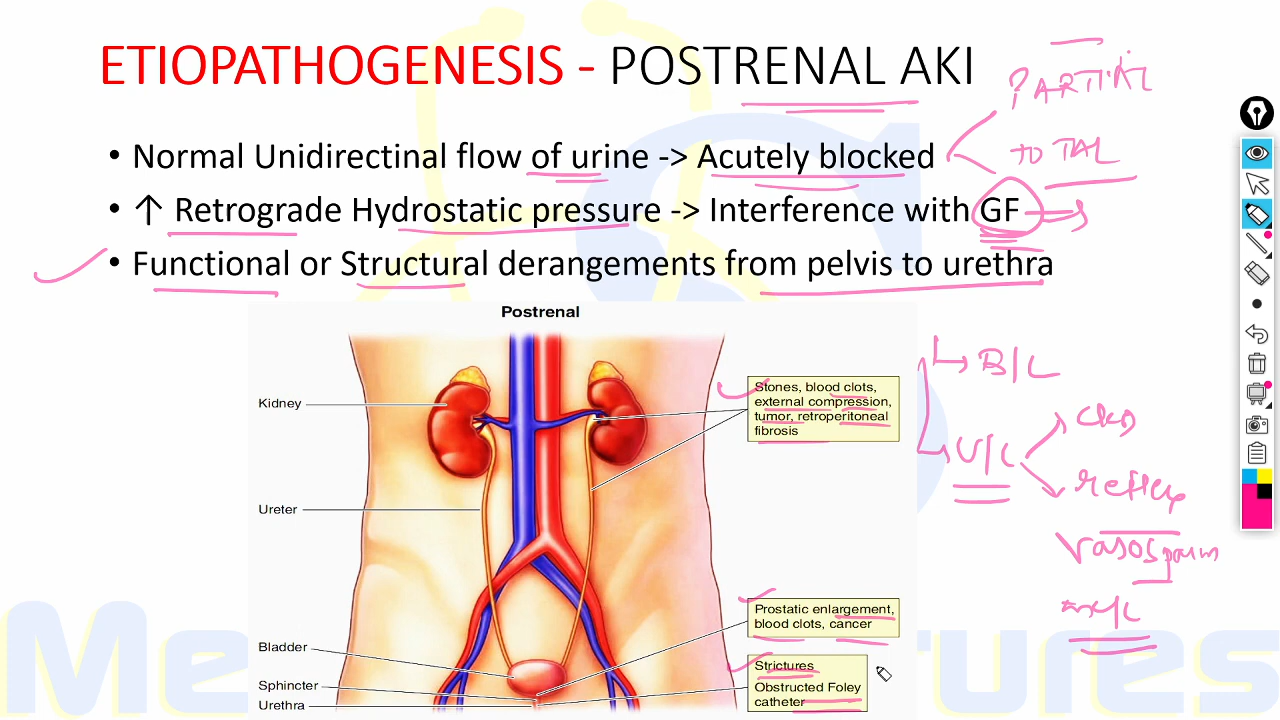 ETIOPATHOGENESIS - POSTRENAL AKI
• Normal Unidirectinal flow of urine -> Acutely blocked
PARTIAL
TOTAL
• ↑ Retrograde Hydrostatic pressure -> Interference with GF
• Functional or Structural derangements from pelvis to urethra
Postrenal
Kidney
Ureter
Bladder
Sphincter
Urethra
Stones, blood clots,
external compression,
tumor, retroperitoneal
fibrosis
Prostatic enlargement,
blood clots, cancer
Strictures
Obstructed Foley
catheter
B/L
U/L
CKD
reflex
vasospasm